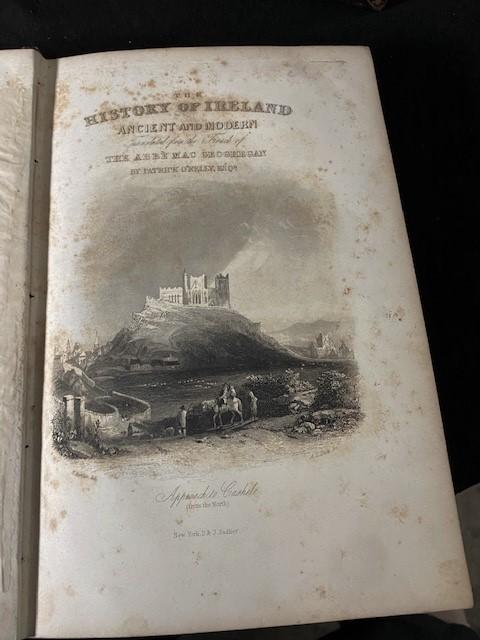 THE
HISTORY OF IRELAND
ANCIENT AND MODERN
Translated from the French of
THE ABBÉ MAC GEOGHEGAN
BY PATRICK O'KELLY, ESQR.
Approach to Cashel
(from the North)
New York, D & J. Sadlier.